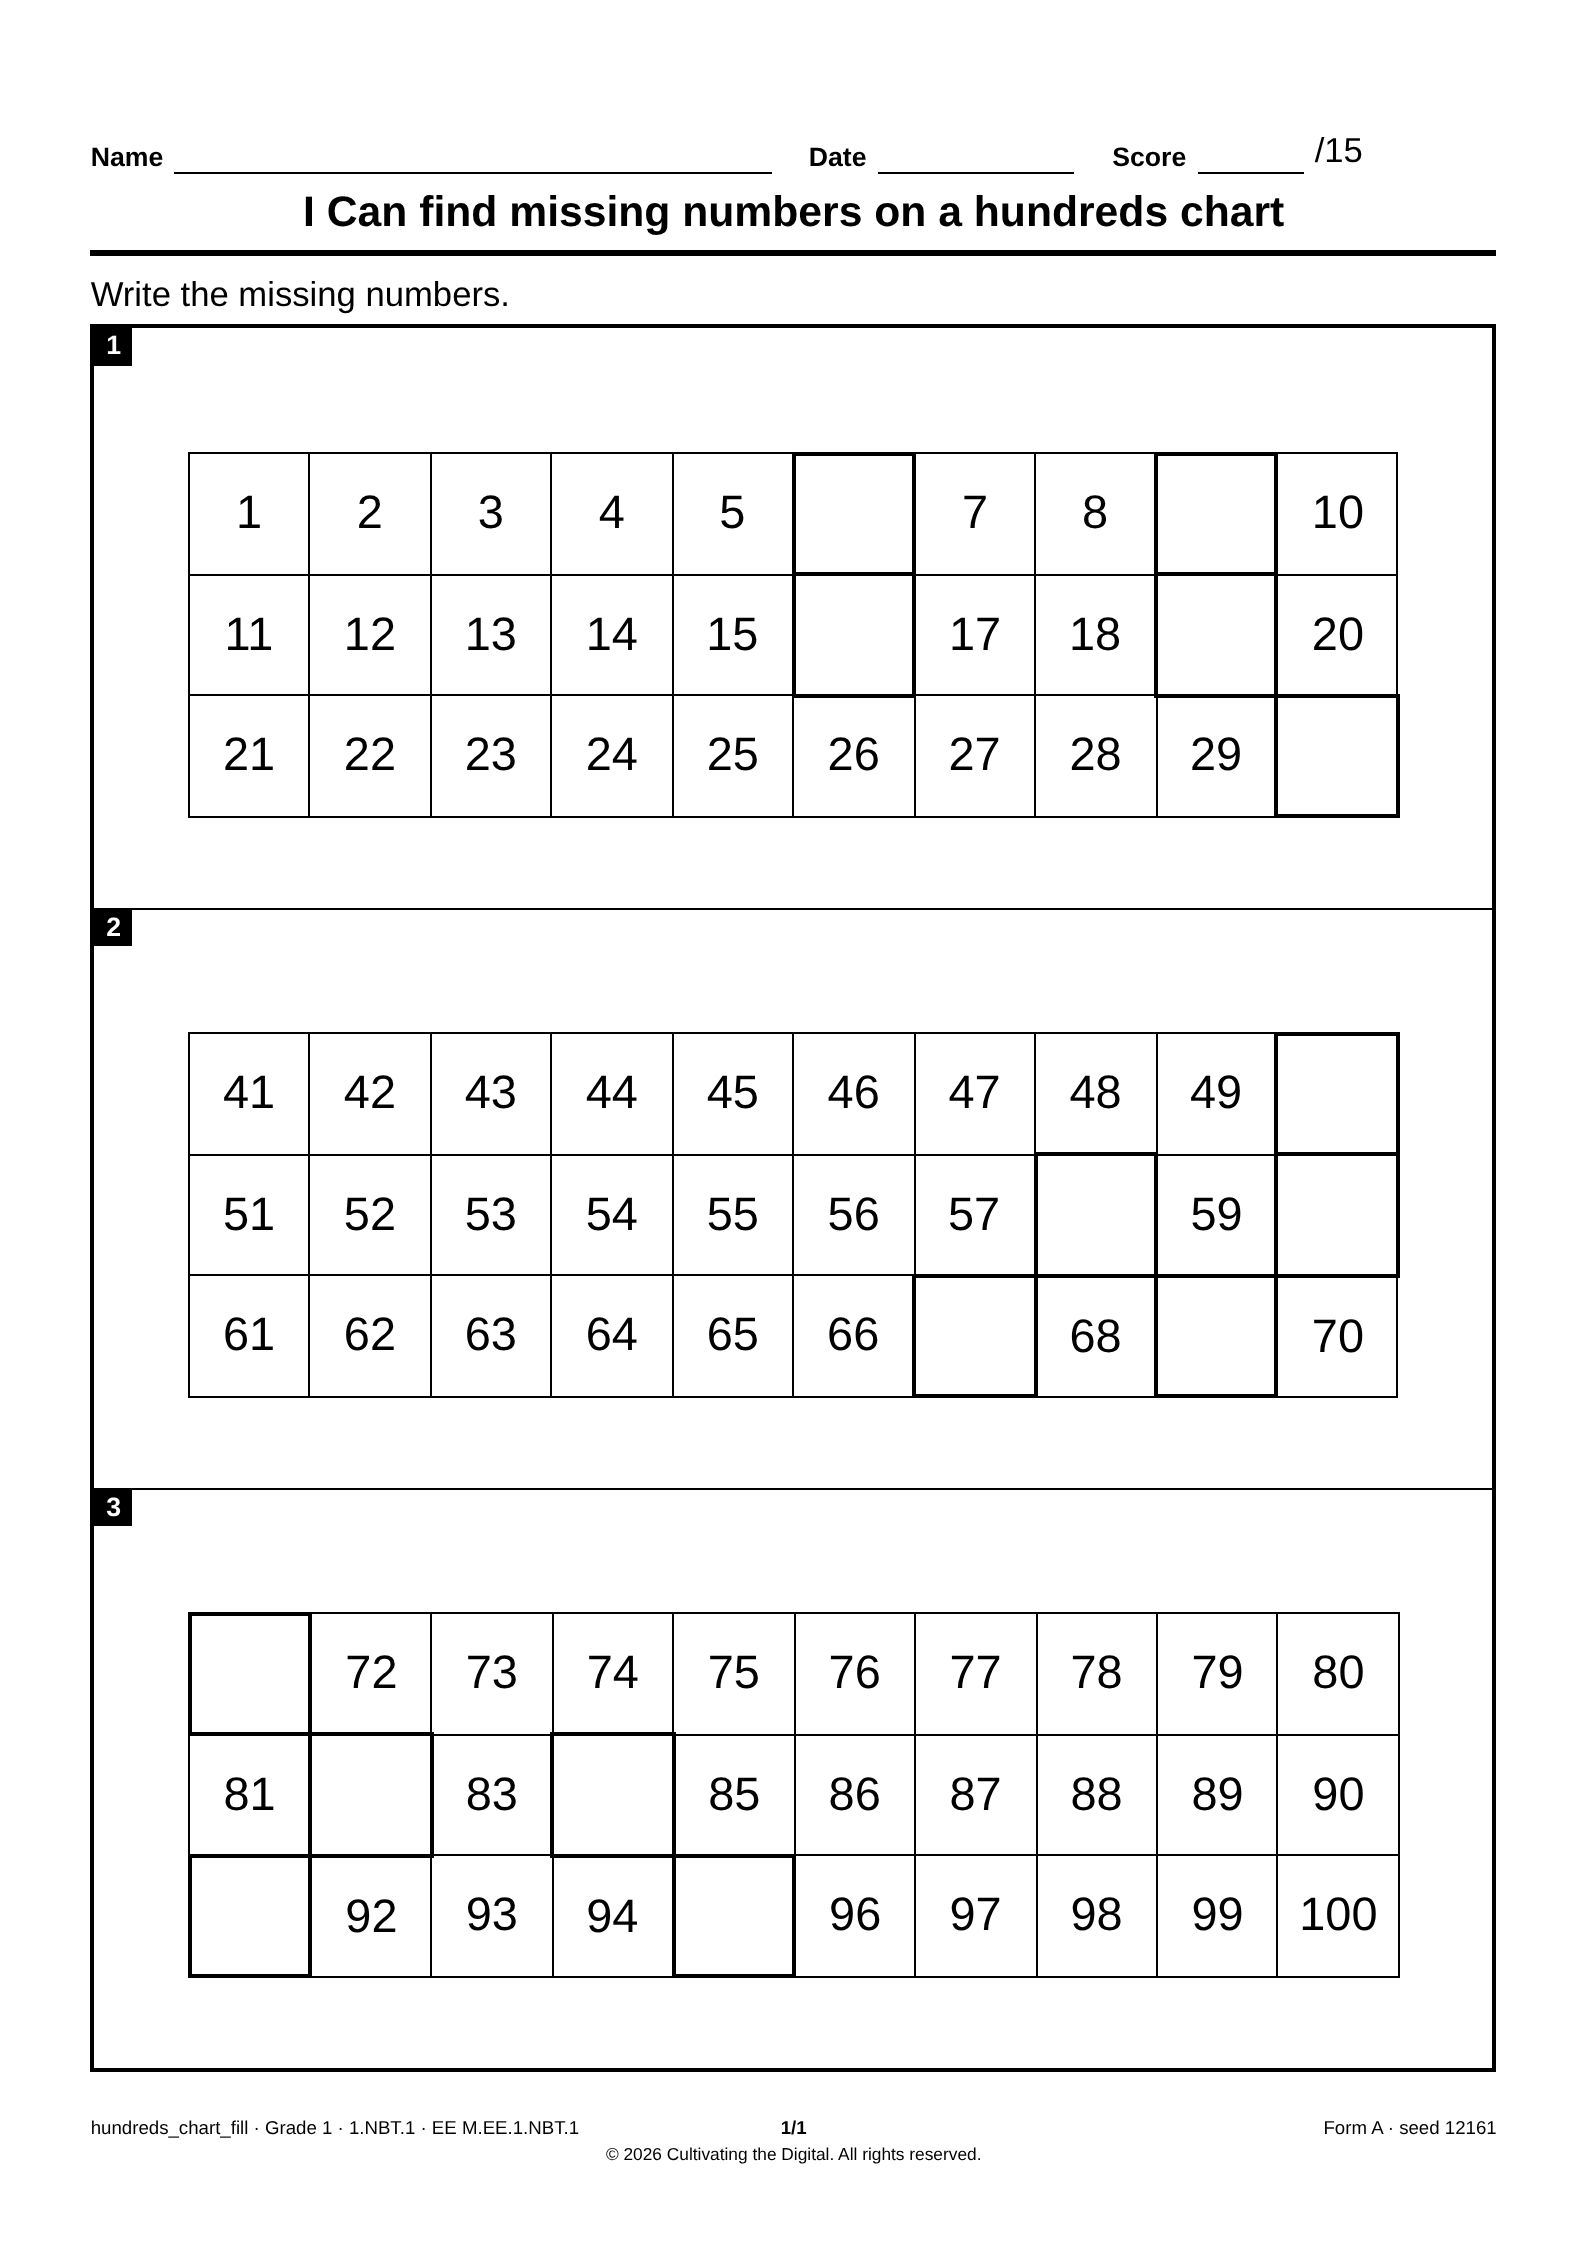 Name Date Score /15
I Can find missing numbers on a hundreds chart
Write the missing numbers.
1
1 2 3 4 5 7 8 10
11 12 13 14 15 17 18 20
21 22 23 24 25 26 27 28 29
2
41 42 43 44 45 46 47 48 49
51 52 53 54 55 56 57 59
61 62 63 64 65 66 68 70
3
72 73 74 75 76 77 78 79 80
81 83 85 86 87 88 89 90
92 93 94 96 97 98 99 100
hundreds_chart_fill · Grade 1 · 1.NBT.1 · EE M.EE.1.NBT.1 1/1 Form A · seed 12161
© 2026 Cultivating the Digital. All rights reserved.